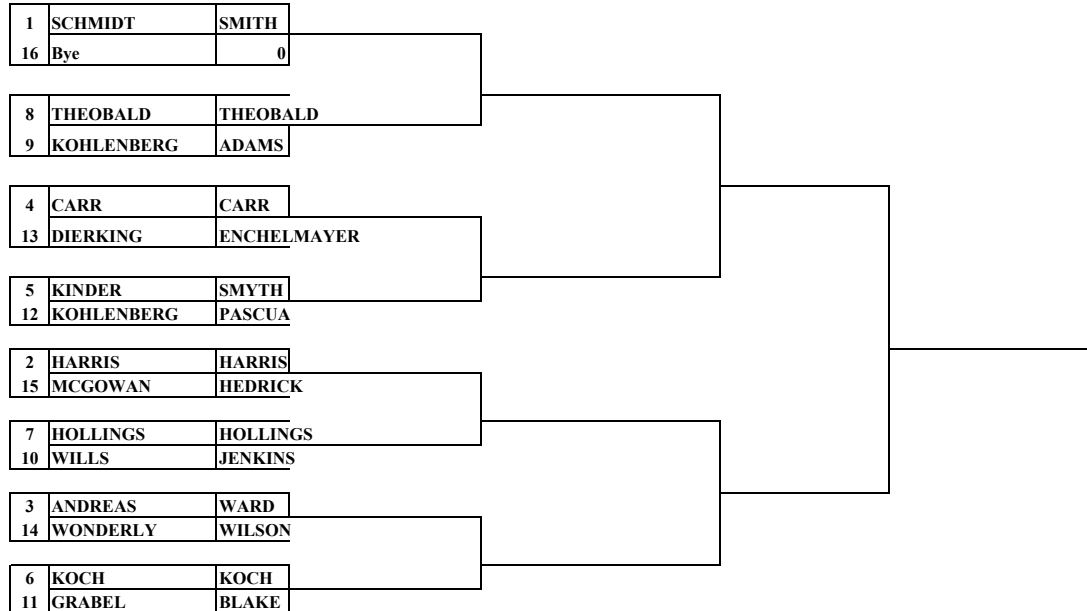 1 SCHMIDT SMITH
16 Bye 0
8 THEOBALD THEOBALD
9 KOHLENBERG ADAMS
4 CARR CARR
13 DIERKING ENCHELMAYER
5 KINDER SMYTH
12 KOHLENBERG PASCUA
2 HARRIS HARRIS
15 MCGOWAN HEDRICK
7 HOLLINGS HOLLINGS
10 WILLS JENKINS
3 ANDREAS WARD
14 WONDERLY WILSON
6 KOCH KOCH
11 GRABEL BLAKE